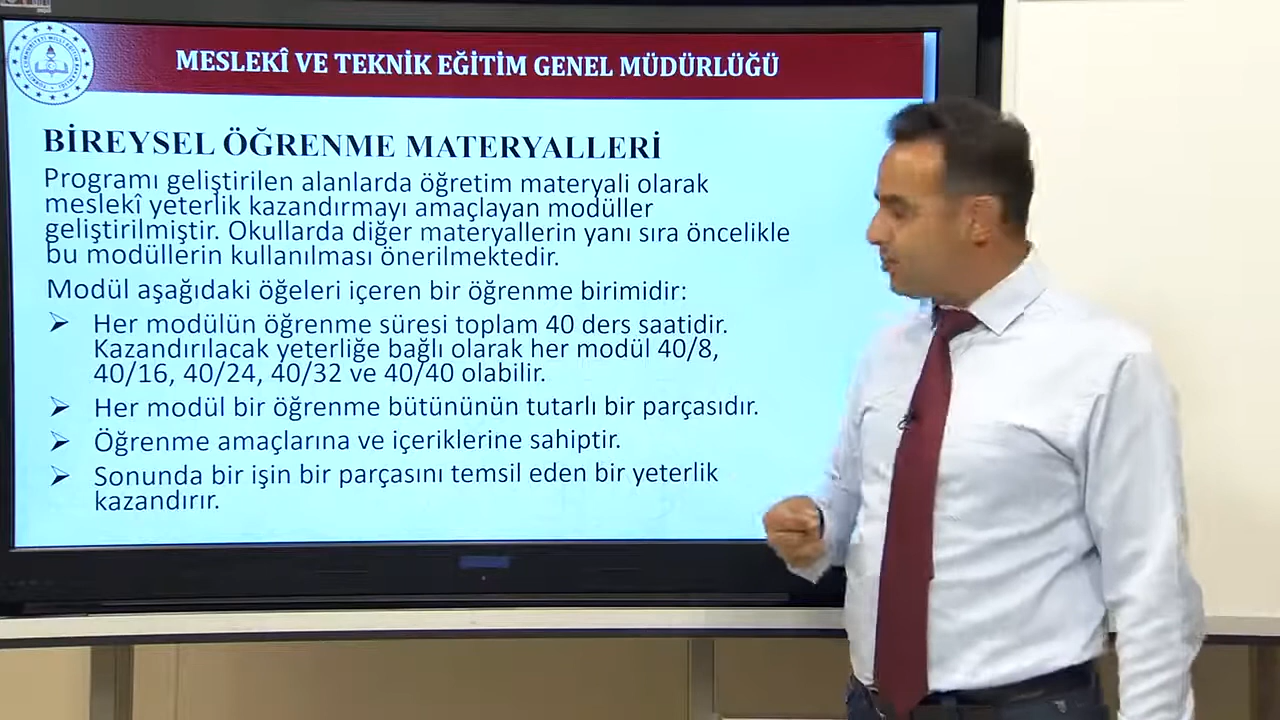 MESLEKÎ VE TEKNİK EĞİTİM GENEL MÜDÜRLÜĞÜ
BİREYSEL ÖĞRENME MATERYALLERİ
Programı geliştirilen alanlarda öğretim materyali olarak
meslekî yeterlik kazandırmayı amaçlayan modüller
geliştirilmiştir. Okullarda diğer materyallerin yanı sıra öncelikle
bu modüllerin kullanılması önerilmektedir.
Modül aşağıdaki öğeleri içeren bir öğrenme birimidir:
➢ Her modülün öğrenme süresi toplam 40 ders saatidir.
Kazandırılacak yeterliğe bağlı olarak her modül 40/8,
40/16, 40/24, 40/32 ve 40/40 olabilir.
➢ Her modül bir öğrenme bütününün tutarlı bir parçasıdır.
➢ Öğrenme amaçlarına ve içeriklerine sahiptir.
➢ Sonunda bir işin bir parçasını temsil eden bir yeterlik
kazandırır.